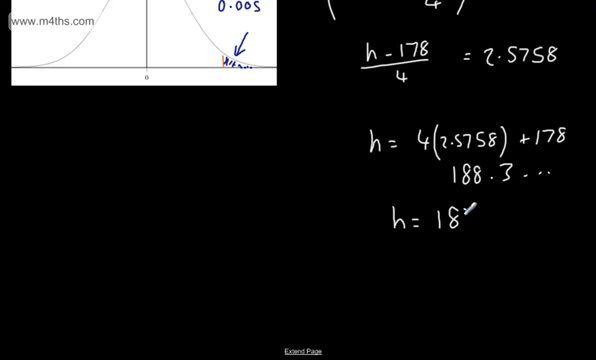 www.m4ths.com
0.005
0
4
h - 178
4
= 2.5758
h = 4(2.5758) + 178
188.3...
h = 18
Extend Page